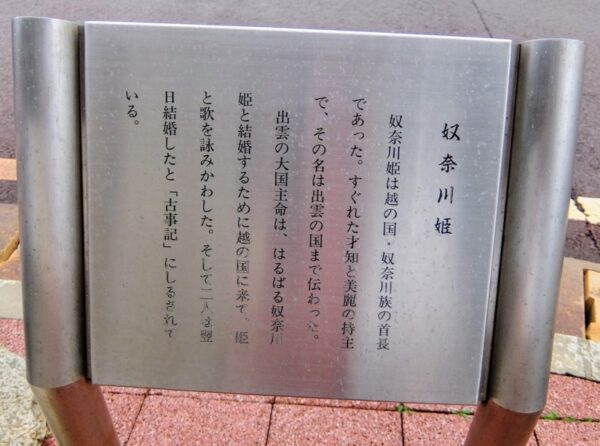 奴奈川姫
奴奈川姫は越の国・奴奈川族の首長
であった。すぐれた才知と美麗の持主
で、その名は出雲の国まで伝わった。
出雲の大国主命は、はるばる奴奈川
姫と結婚するために越の国に来て、姫
と歌を詠みかわした。そして二人は翌
日結婚したと「古事記」にしるされて
いる。